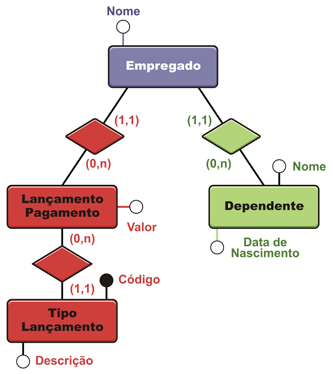 Nome
Empregado
(1,1)
(1,1)
(0,n)
(0,n)
Nome
Lançamento
Pagamento
Dependente
Valor
(0,n)
Data de
Nascimento
Código
(1,1)
Tipo
Lançamento
Descrição